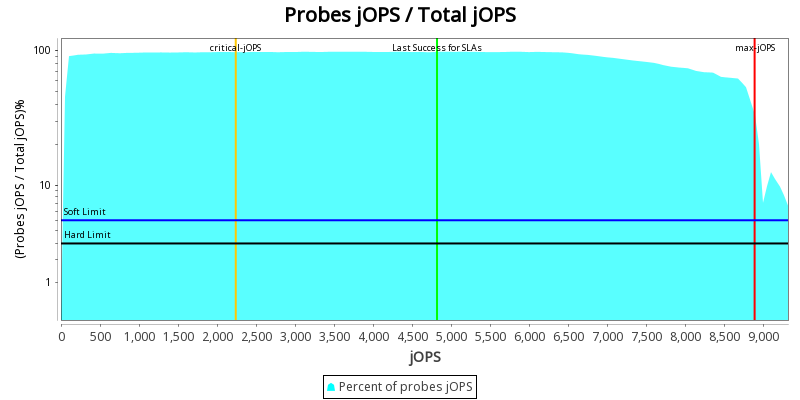 Probes jOPS / Total jOPS
(Probes jOPS / Total jOPS)%
100
10
1
critical-jOPS
Last Success for SLAs
max-jOPS
Soft Limit
Hard Limit
0 500 1,000 1,500 2,000 2,500 3,000 3,500 4,000 4,500 5,000 5,500 6,000 6,500 7,000 7,500 8,000 8,500 9,000
jOPS
Percent of probes jOPS